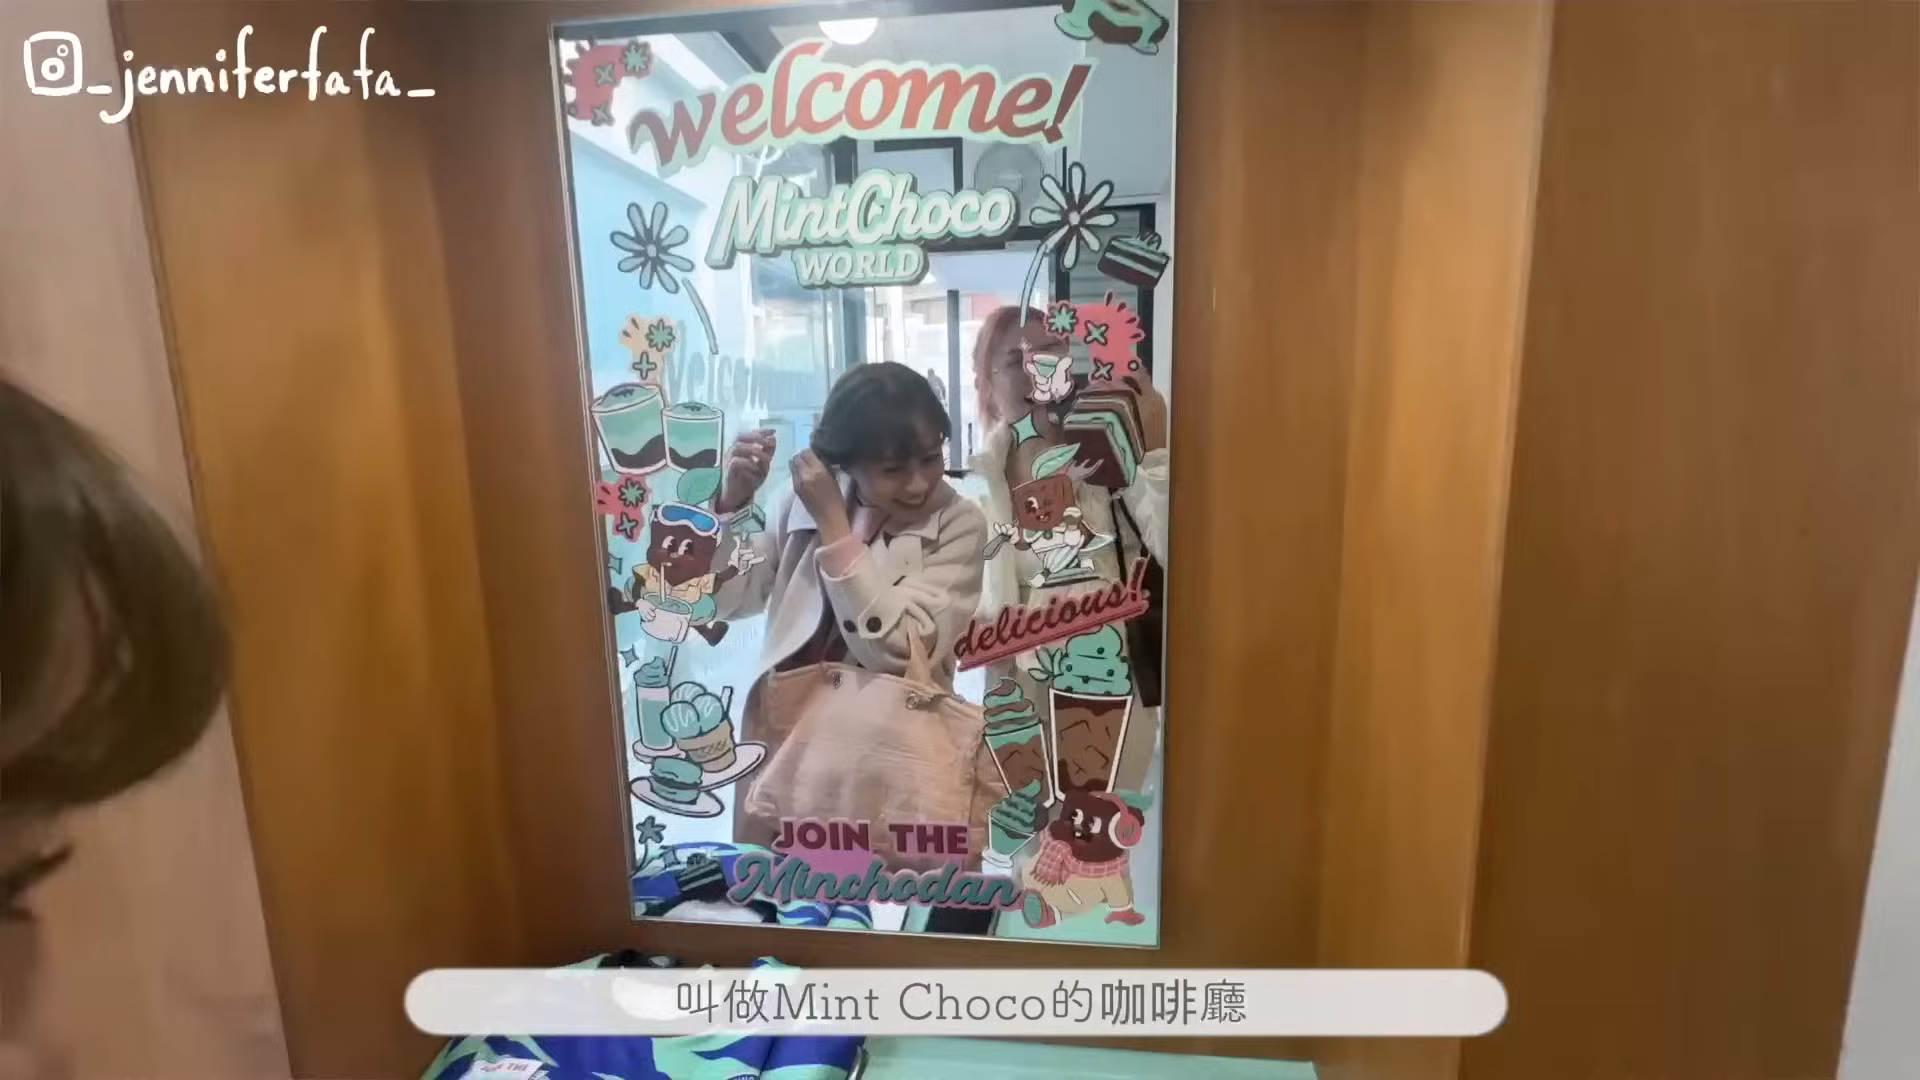 _jenniferfafa_
welcome!
MintChoco
WORLD
delicious!
JOIN THE
Minchodan
叫做Mint Choco的咖啡廳